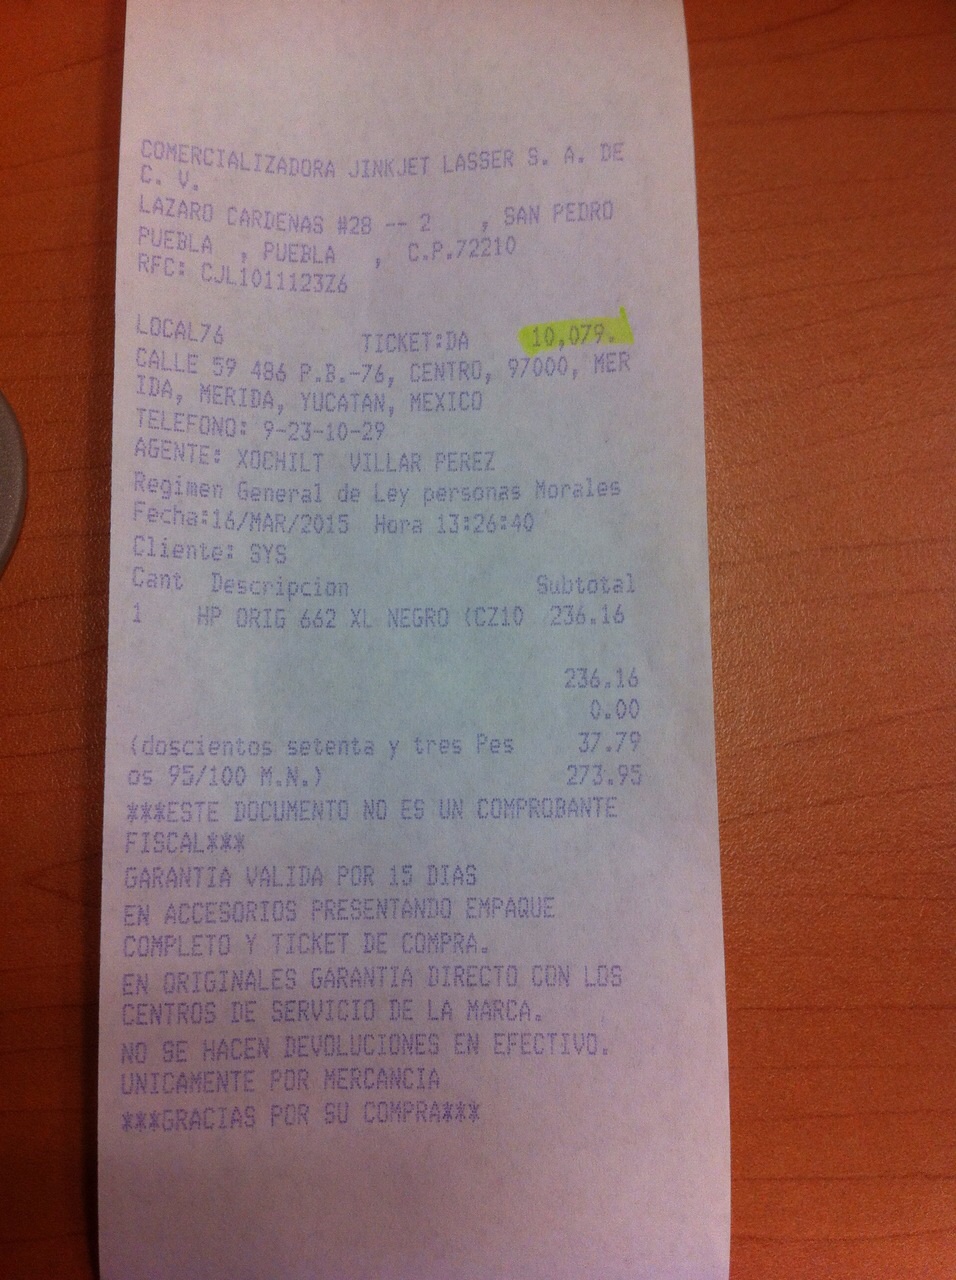 COMERCIALIZADORA JINKJET LASSER S. A. DE
C. V.
LAZARO CARDENAS #28 -- 2 , SAN PEDRO
PUEBLA , PUEBLA , C.P.72210
RFC: CJL1011123Z6
LOCAL76 TICKET:DA 10,079.
CALLE 59 486 P.B.-76, CENTRO, 97000, MER
IDA, MERIDA, YUCATAN, MEXICO
TELEFONO: 9-23-10-29
AGENTE: XOCHILT VILLAR PEREZ
Regimen General de Ley personas Morales
Fecha:16/MAR/2015 Hora 13:26:40
Cliente: SYS
Cant Descripcion Subtotal
1 HP ORIG 662 XL NEGRO (CZ10 236.16
236.16
0.00
(doscientos setenta y tres Pes 37.79
os 95/100 M.N.) 273.95
***ESTE DOCUMENTO NO ES UN COMPROBANTE
FISCAL***
GARANTIA VALIDA POR 15 DIAS
EN ACCESORIOS PRESENTANDO EMPAQUE
COMPLETO Y TICKET DE COMPRA.
EN ORIGINALES GARANTIA DIRECTO CON LOS
CENTROS DE SERVICIO DE LA MARCA.
NO SE HACEN DEVOLUCIONES EN EFECTIVO.
UNICAMENTE POR MERCANCIA
***GRACIAS POR SU COMPRA***